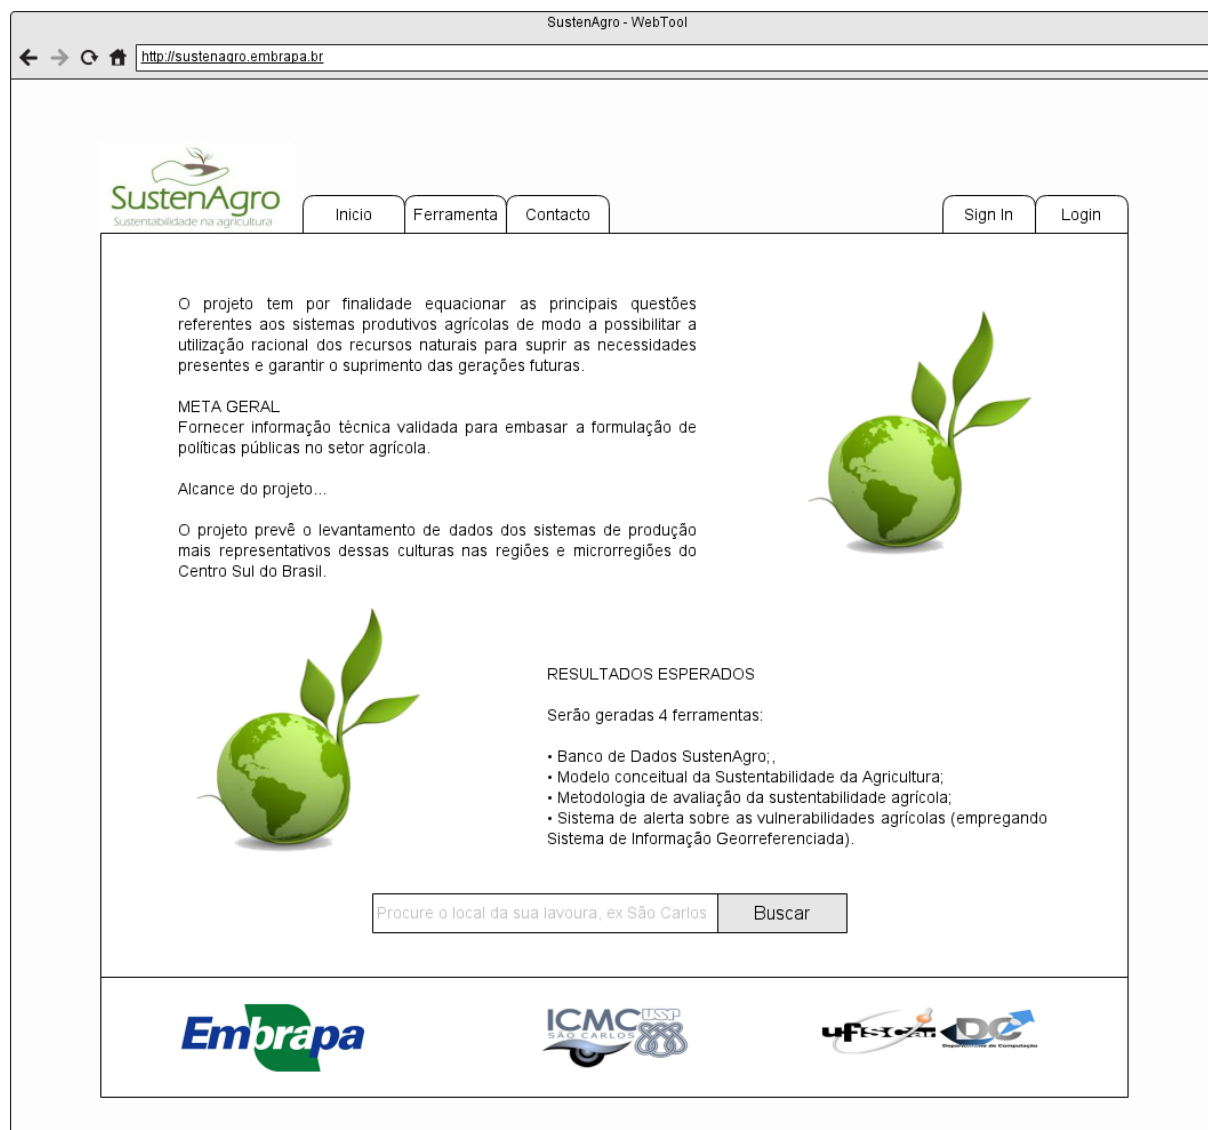 SustenAgro - WebTool
http://sustenagro.embrapa.br
SustenAgro
Sustentabilidade na agricultura
Inicio
Ferramenta
Contacto
Sign In
Login
O projeto tem por finalidade equacionar as principais questões
referentes aos sistemas produtivos agrícolas de modo a possibilitar a
utilização racional dos recursos naturais para suprir as necessidades
presentes e garantir o suprimento das gerações futuras.
META GERAL
Fornecer informação técnica validada para embasar a formulação de
políticas públicas no setor agrícola.
Alcance do projeto...
O projeto prevê o levantamento de dados dos sistemas de produção
mais representativos dessas culturas nas regiões e microrregiões do
Centro Sul do Brasil.
RESULTADOS ESPERADOS
Serão geradas 4 ferramentas:
• Banco de Dados SustenAgro;,
• Modelo conceitual da Sustentabilidade da Agricultura;
• Metodologia de avaliação da sustentabilidade agrícola;
• Sistema de alerta sobre as vulnerabilidades agrícolas (empregando
Sistema de Informação Georreferenciada).
Procure o local da sua lavoura, ex São Carlos
Buscar
Embrapa
ICMC USP
SÃO CARLOS
ufscar DC
Departamento de Computação